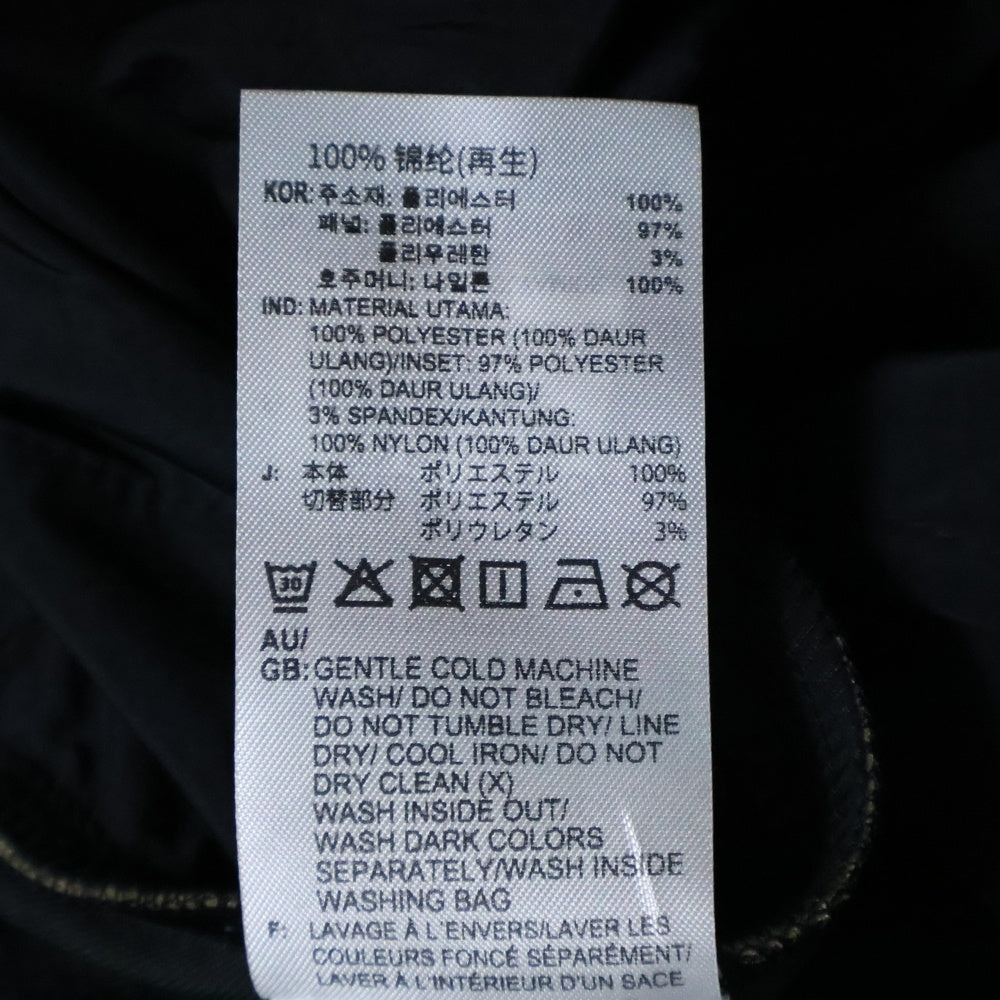 100% 锦纶(再生)
KOR: 주소재: 폴리에스터 100%
패널: 폴리에스터 97%
폴리우레탄 3%
호주머니: 나일론 100%
IND: MATERIAL UTAMA:
100% POLYESTER (100% DAUR
ULANG)/INSET: 97% POLYESTER
(100% DAUR ULANG)/
3% SPANDEX/KANTUNG:
100% NYLON (100% DAUR ULANG)
J: 本体 ポリエステル 100%
切替部分 ポリエステル 97%
ポリウレタン 3%
30
AU/
GB: GENTLE COLD MACHINE
WASH/ DO NOT BLEACH/
DO NOT TUMBLE DRY/ LINE
DRY/ COOL IRON/ DO NOT
DRY CLEAN (X)
WASH INSIDE OUT/
WASH DARK COLORS
SEPARATELY/WASH INSIDE
WASHING BAG
F: LAVAGE À L'ENVERS/LAVER LES
COULEURS FONCÉ SÉPARÉMENT/
LAVER À L'INTÉRIEUR D'UN SACE